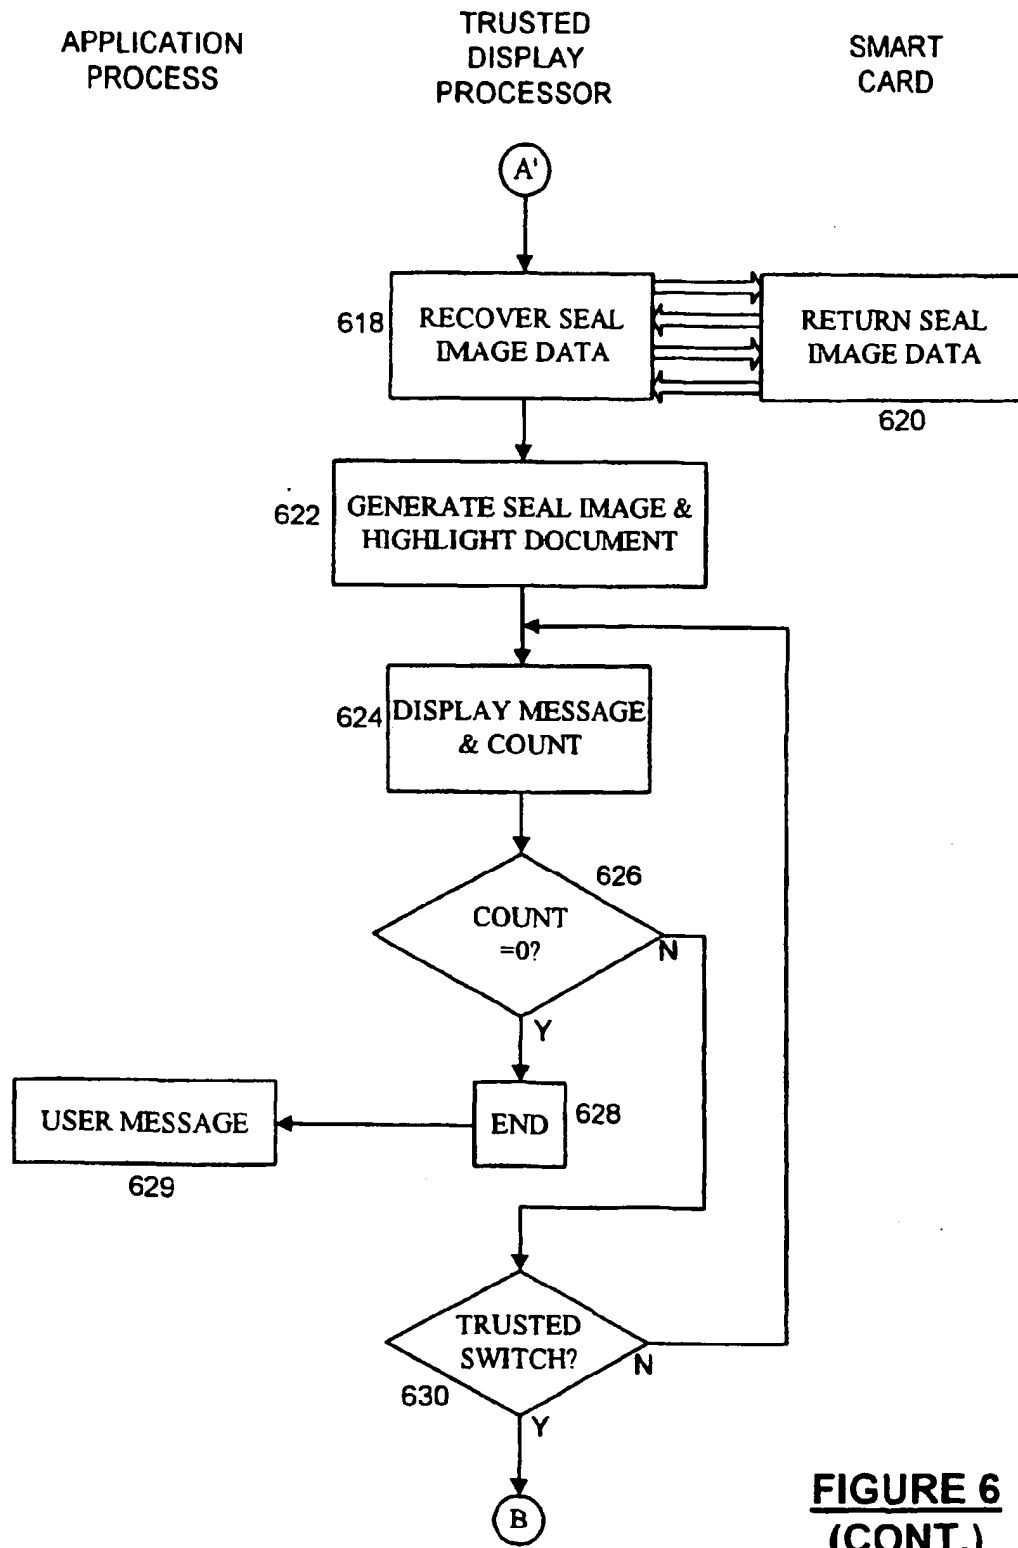 APPLICATION
PROCESS
TRUSTED
DISPLAY
PROCESSOR
SMART
CARD
A'
618
RECOVER SEAL
IMAGE DATA
RETURN SEAL
IMAGE DATA
620
622
GENERATE SEAL IMAGE &
HIGHLIGHT DOCUMENT
624
DISPLAY MESSAGE
& COUNT
626
COUNT
=0?
N
Y
USER MESSAGE
629
END
628
TRUSTED
SWITCH?
N
630
Y
B
FIGURE 6
(CONT.)